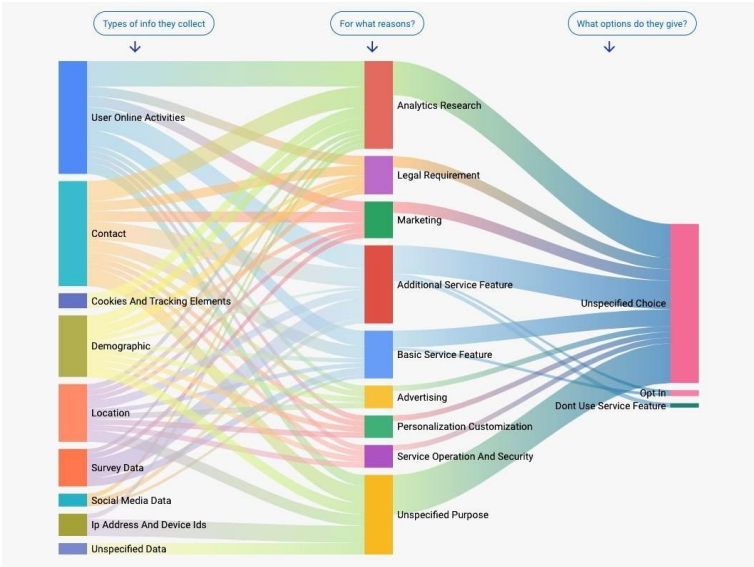 Types of info they collect
For what reasons?
What options do they give?
User Online Activities
Contact
Cookies And Tracking Elements
Demographic
Location
Survey Data
Social Media Data
Ip Address And Device Ids
Unspecified Data
Analytics Research
Legal Requirement
Marketing
Additional Service Feature
Basic Service Feature
Advertising
Personalization Customization
Service Operation And Security
Unspecified Purpose
Unspecified Choice
Opt In
Dont Use Service Feature